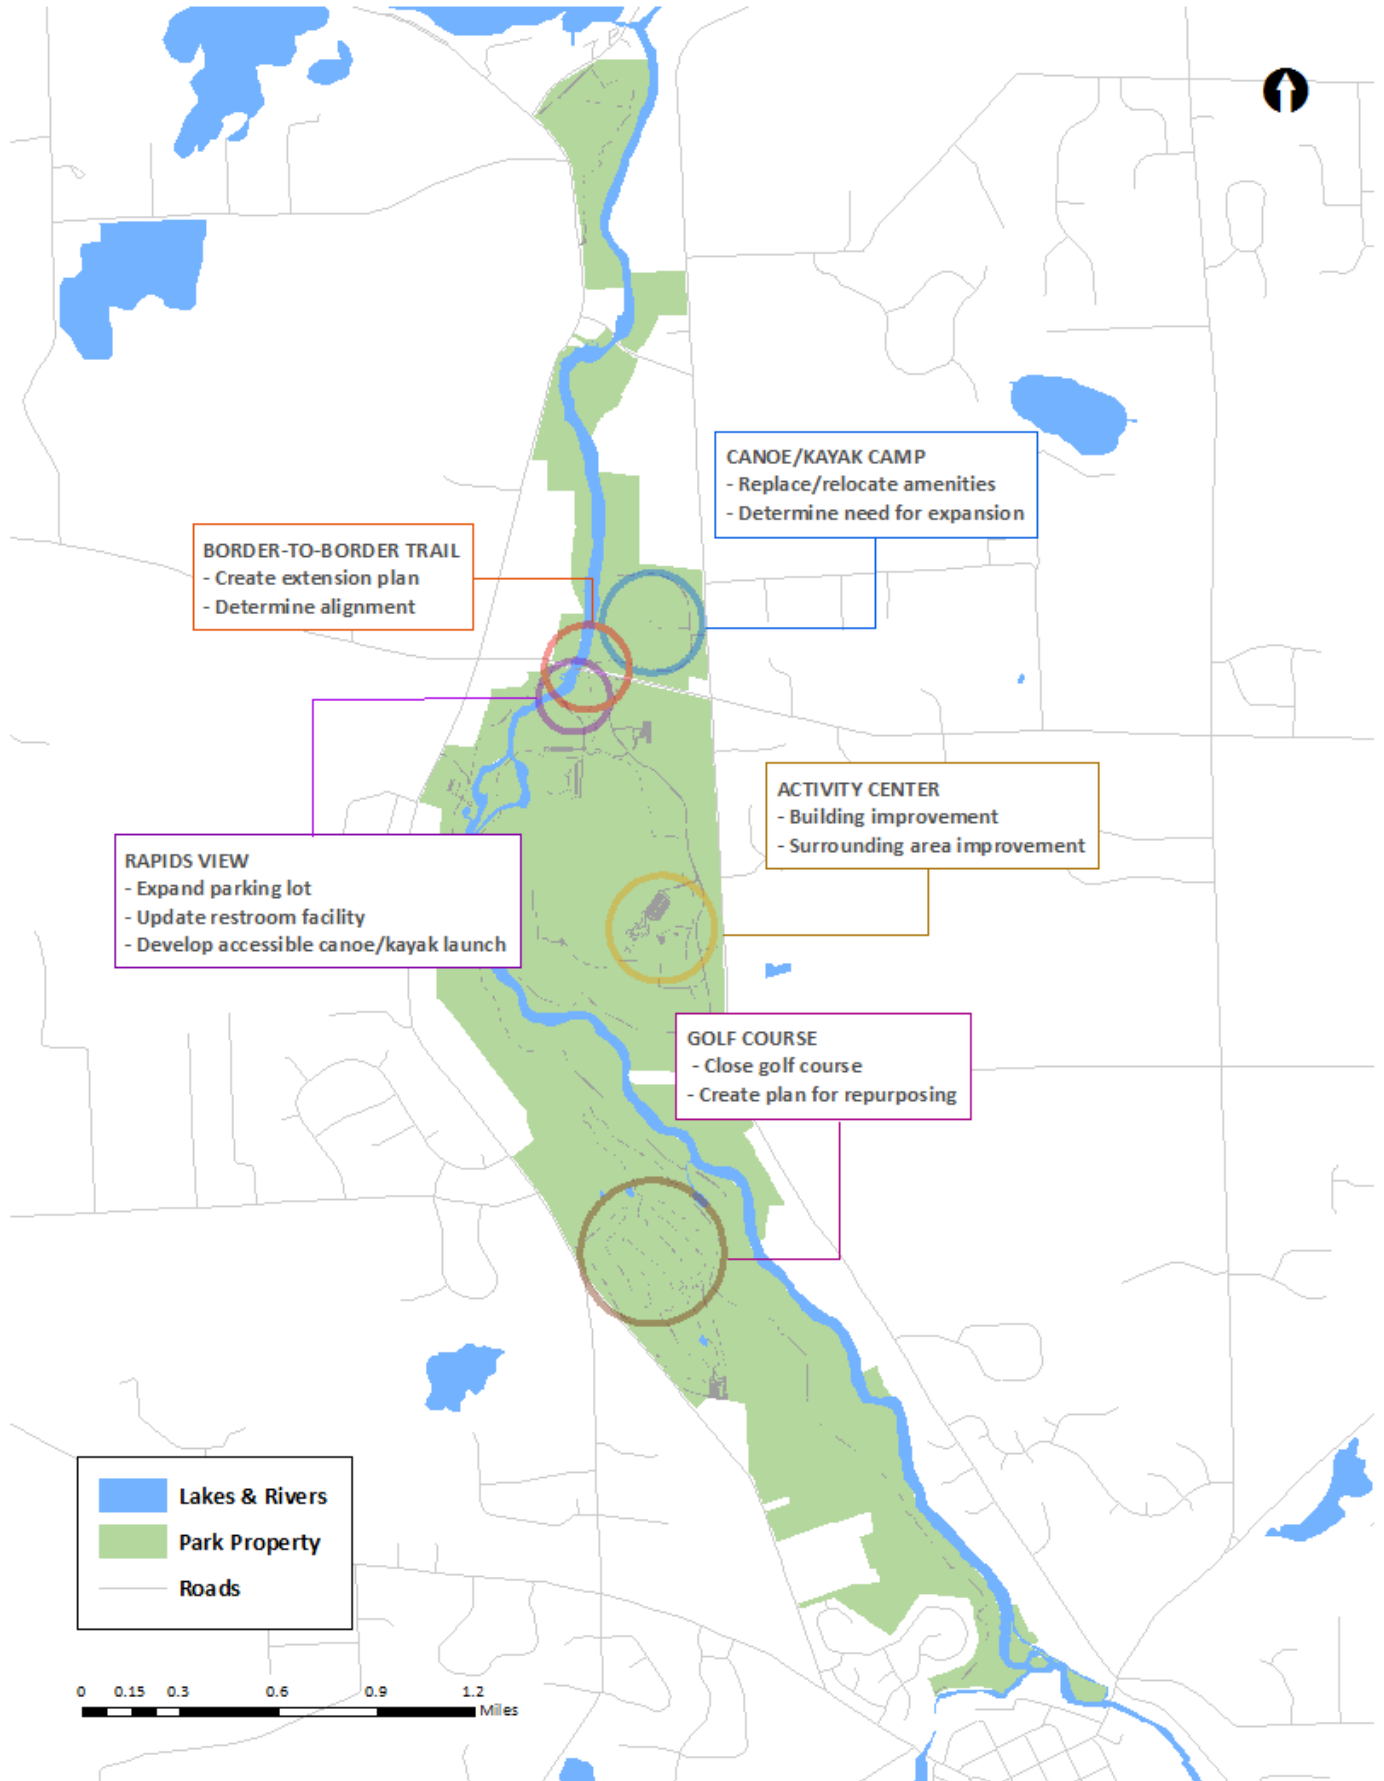 CANOE/KAYAK CAMP
- Replace/relocate amenities
- Determine need for expansion
BORDER-TO-BORDER TRAIL
- Create extension plan
- Determine alignment
ACTIVITY CENTER
- Building improvement
- Surrounding area improvement
RAPIDS VIEW
- Expand parking lot
- Update restroom facility
- Develop accessible canoe/kayak launch
GOLF COURSE
- Close golf course
- Create plan for repurposing
Lakes & Rivers
Park Property
Roads
0 0.15 0.3 0.6 0.9 1.2
Miles